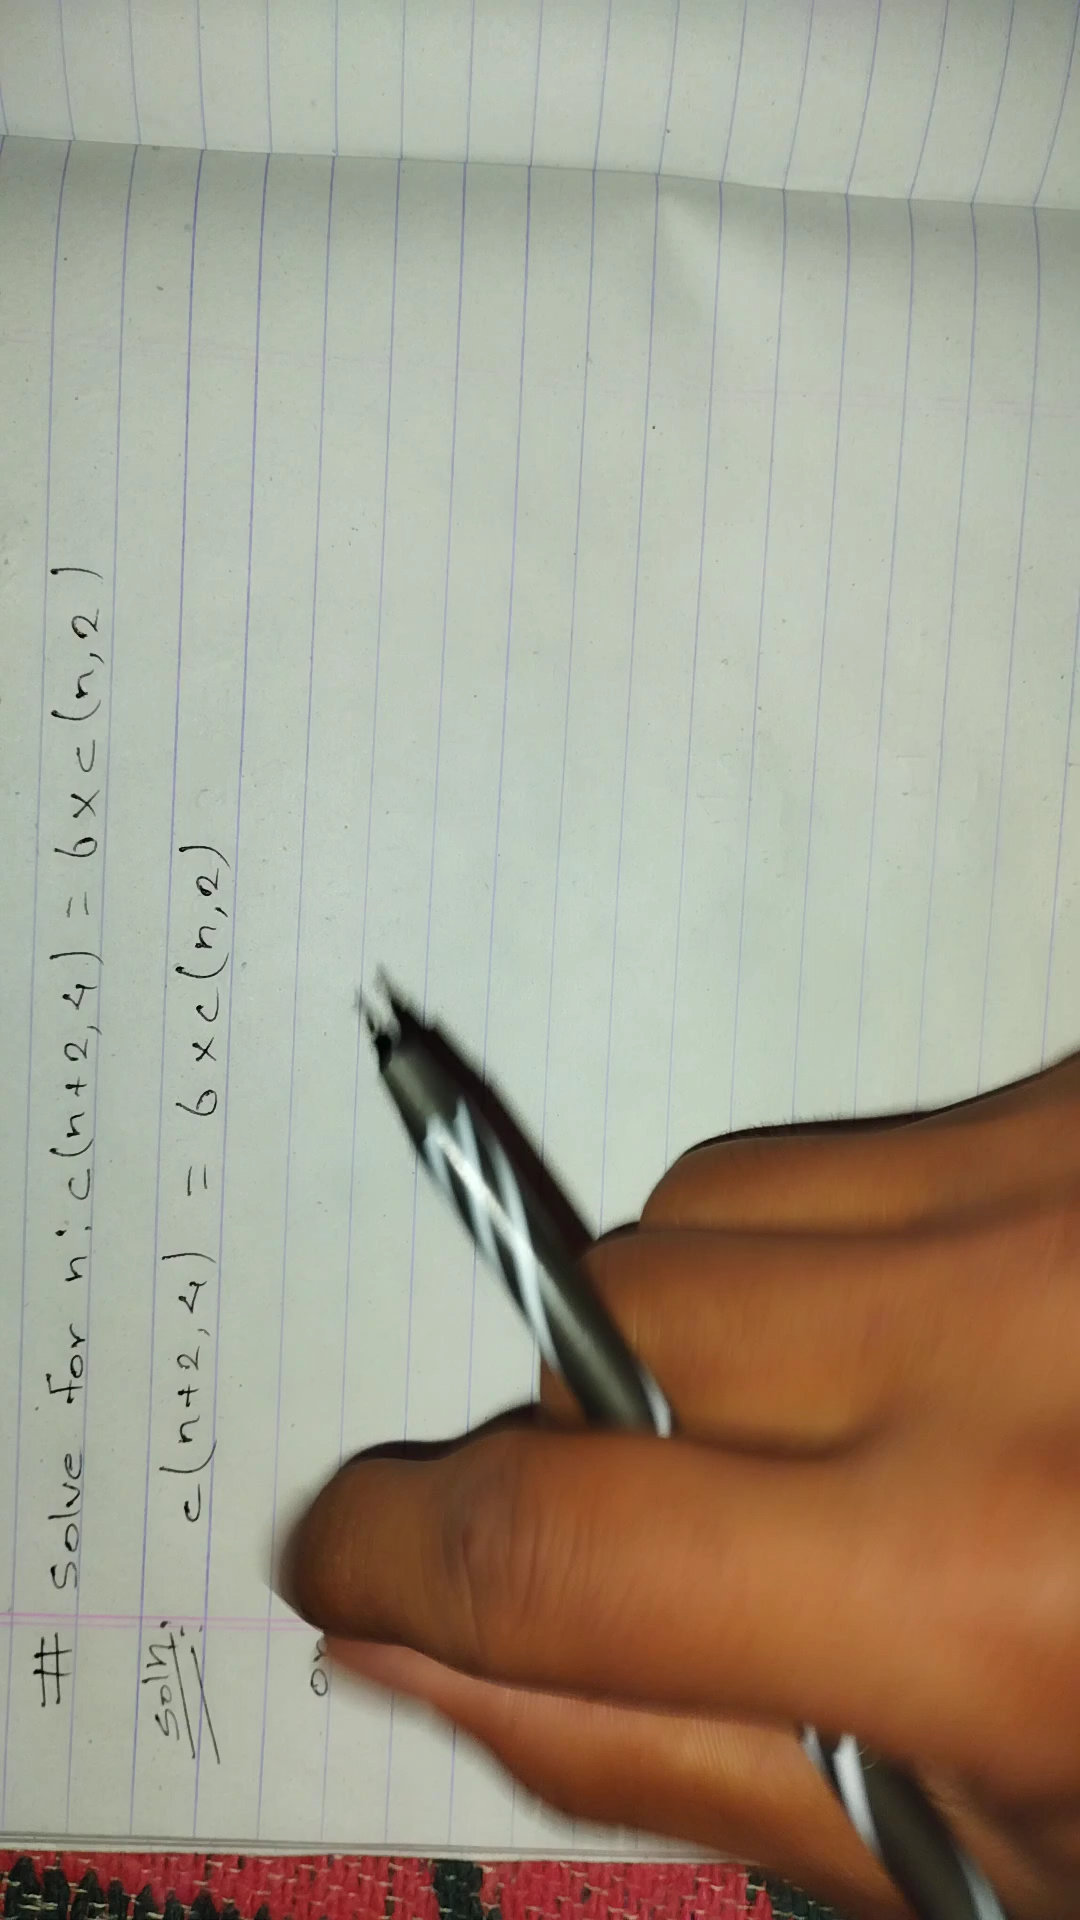 # Solve for n: c(n+2,4) = 6 x c(n,2)
Soln: c(n+2,4) = 6 x c(n,2)